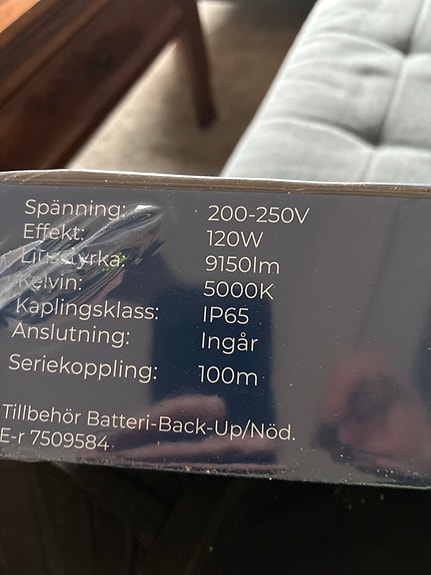 Spänning: 200-250V
Effekt: 120W
Ljusstyrka: 9150lm
Kelvin: 5000K
Kaplingsklass: IP65
Anslutning: Ingår
Seriekoppling: 100m
Tillbehör Batteri-Back-Up/Nöd.
E-r 7509584